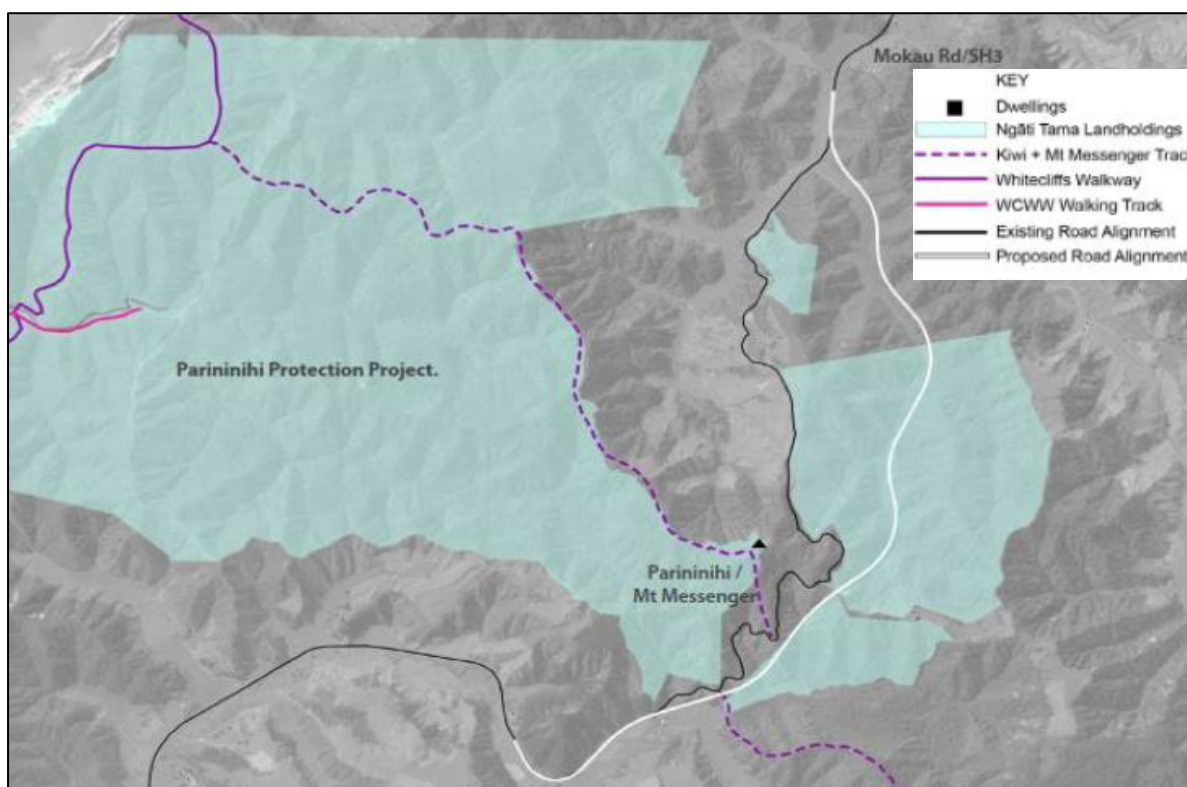 Mokau Rd/SH3
KEY
Dwellings
Ngāti Tama Landholdings
Kiwi + Mt Messenger Track
Whitecliffs Walkway
WCWW Walking Track
Existing Road Alignment
Proposed Road Alignment
Parininihi Protection Project.
Parininihi /
Mt Messenger